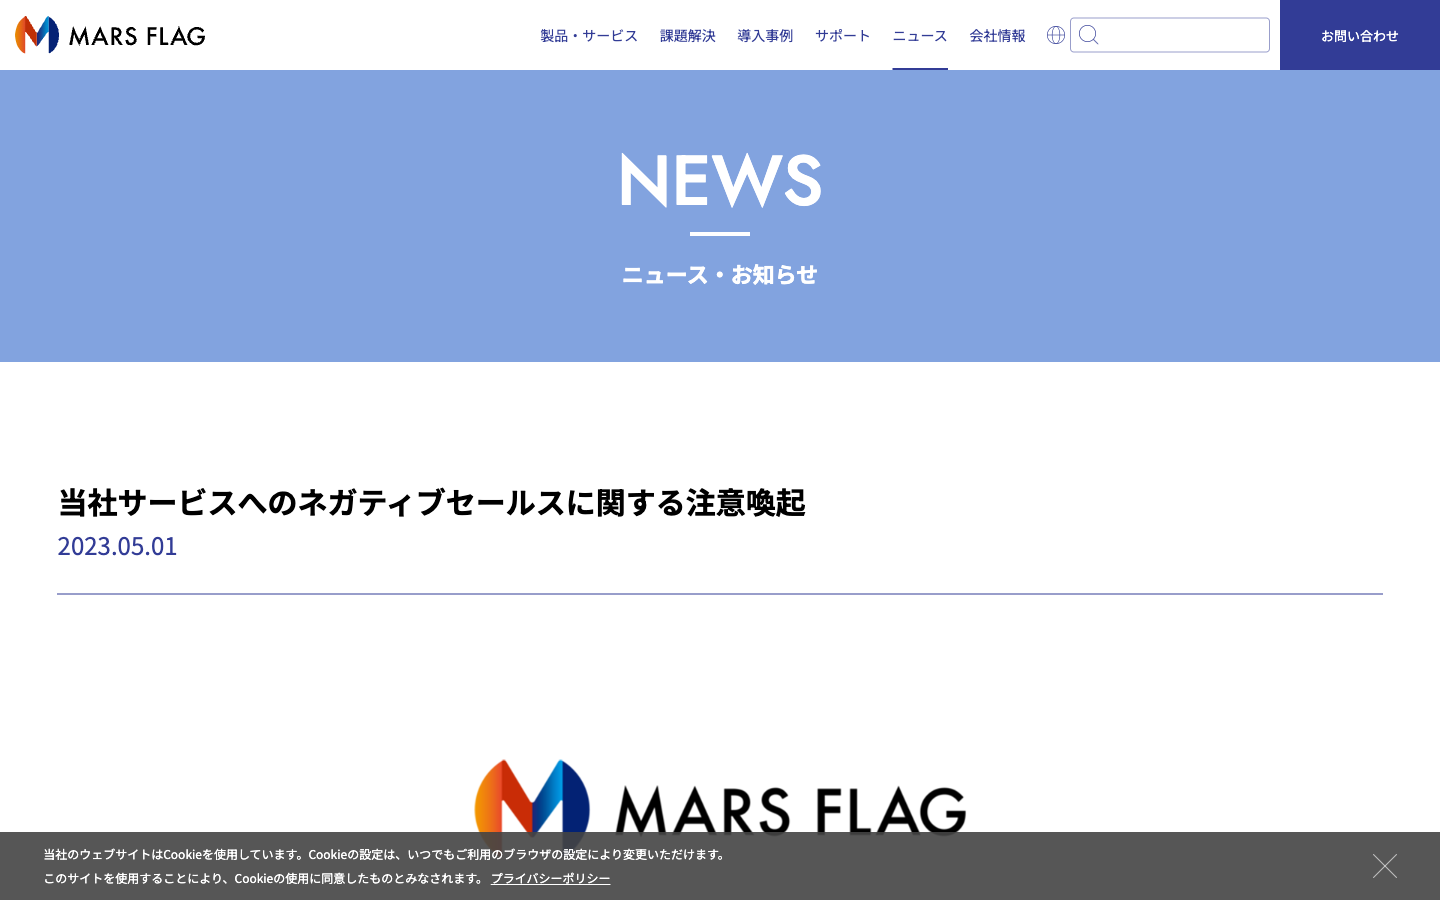 MARS FLAG
製品・サービス 課題解決 導入事例 サポート ニュース 会社情報 お問い合わせ
NEWS
ニュース・お知らせ
当社サービスへのネガティブセールスに関する注意喚起
2023.05.01
MARS FLAG
当社のウェブサイトはCookieを使用しています。Cookieの設定は、いつでもご利用のブラウザの設定により変更いただけます。
このサイトを使用することにより、Cookieの使用に同意したものとみなされます。 プライバシーポリシー